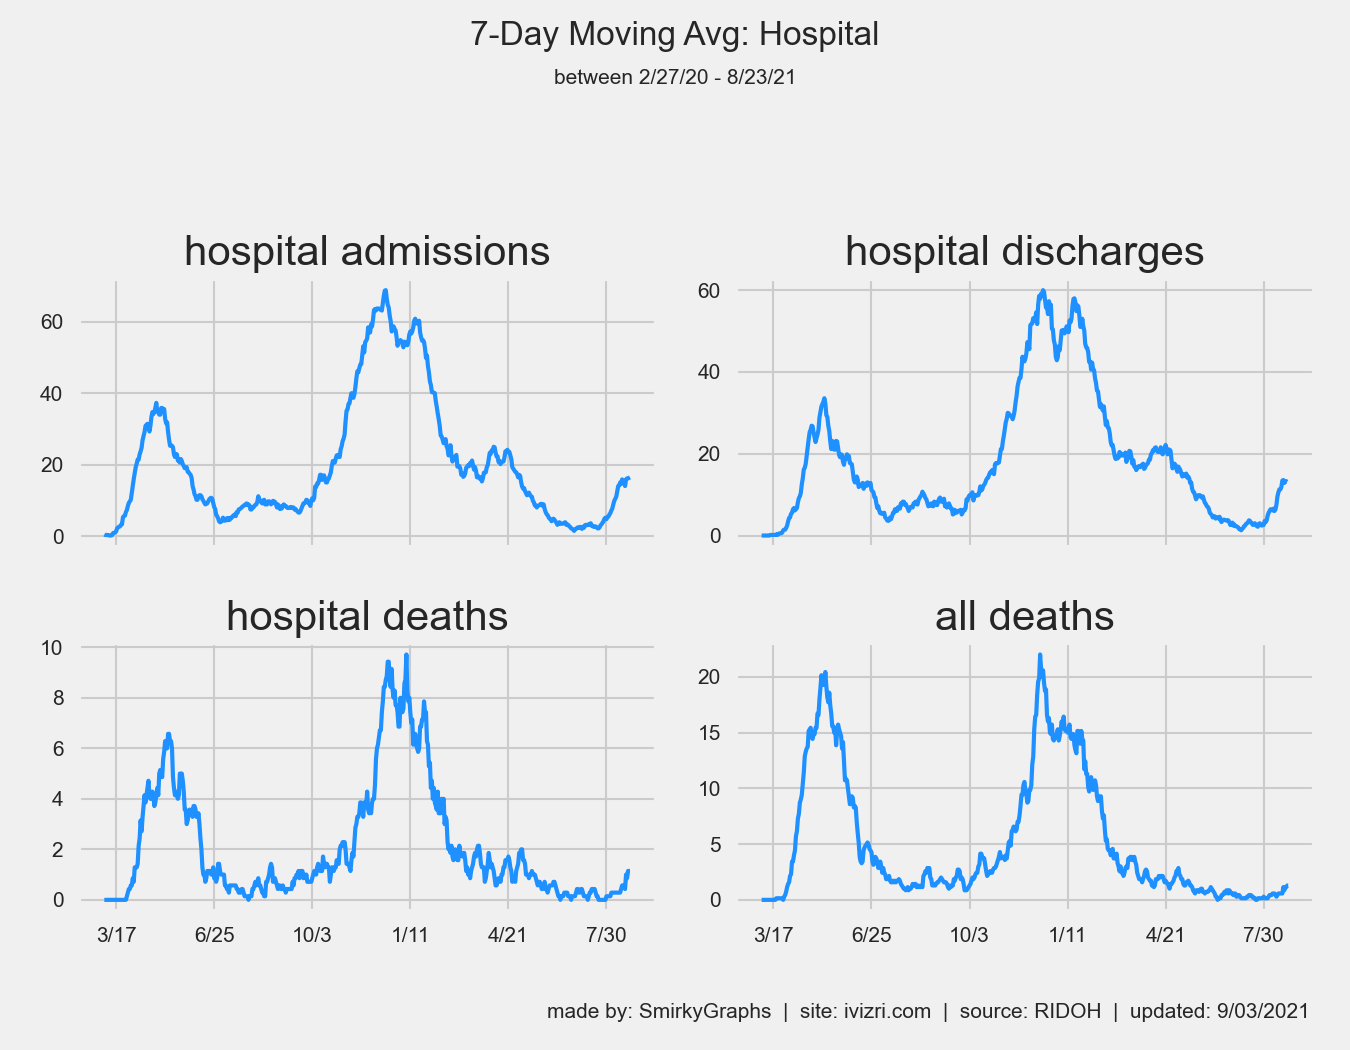 7-Day Moving Avg: Hospital
between 2/27/20 - 8/23/21
hospital admissions
60
40
20
0
hospital discharges
60
40
20
0
hospital deaths
10
8
6
4
2
0
3/17 6/25 10/3 1/11 4/21 7/30
all deaths
20
15
10
5
0
3/17 6/25 10/3 1/11 4/21 7/30
made by: SmirkyGraphs | site: ivizri.com | source: RIDOH | updated: 9/03/2021